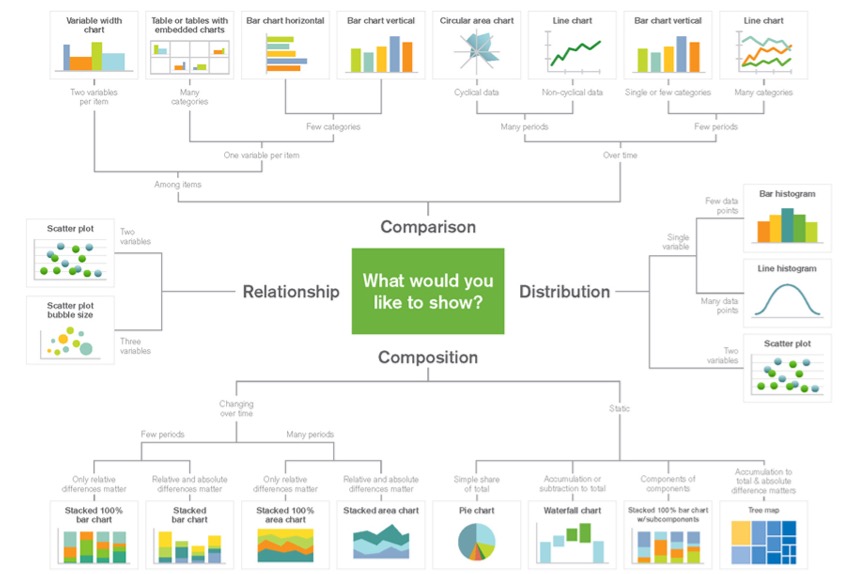 Variable width
chart
Table or tables with
embedded charts
Bar chart horizontal
Bar chart vertical
Circular area chart
Line chart
Bar chart vertical
Line chart
Two variables
per item
Many
categories
Cyclical data
Non-cyclical data
Single or few categories
Many categories
Few categories
Many periods
Few periods
One variable per item
Over time
Among items
Comparison
Scatter plot
Two
variables
Scatter plot
bubble size
Three
variables
Relationship
What would you
like to show?
Distribution
Single
variable
Few data
points
Bar histogram
Line histogram
Many data
points
Two
variables
Scatter plot
Composition
Changing
over time
Static
Few periods
Many periods
Only relative
differences matter
Relative and absolute
differences matter
Only relative
differences matter
Relative and absolute
differences matter
Simple share
of total
Accumulation or
subtraction to total
Components of
components
Accumulation to
total & absolute
difference matters
Stacked 100%
bar chart
Stacked
bar chart
Stacked 100%
area chart
Stacked area chart
Pie chart
Waterfall chart
Stacked 100% bar chart
w/subcomponents
Tree map